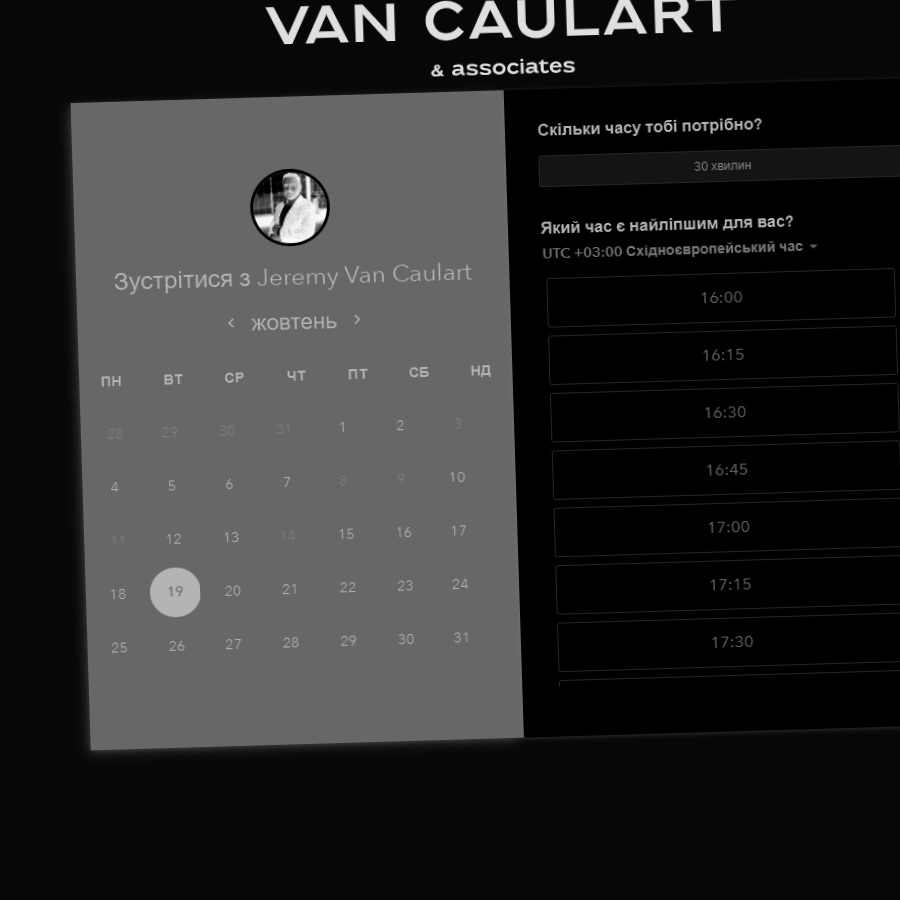 VAN CAULART
& associates
Зустрітися з Jeremy Van Caulart
жовтень
ПН ВТ СР ЧТ ПТ СБ НД
28 29 30 31 1 2 3
4 5 6 7 8 9 10
11 12 13 14 15 16 17
18 19 20 21 22 23 24
25 26 27 28 29 30 31
Скільки часу тобі потрібно?
30 хвилин
Який час є найліпшим для вас?
UTC +03:00 Східноєвропейський час
16:00
16:15
16:30
16:45
17:00
17:15
17:30